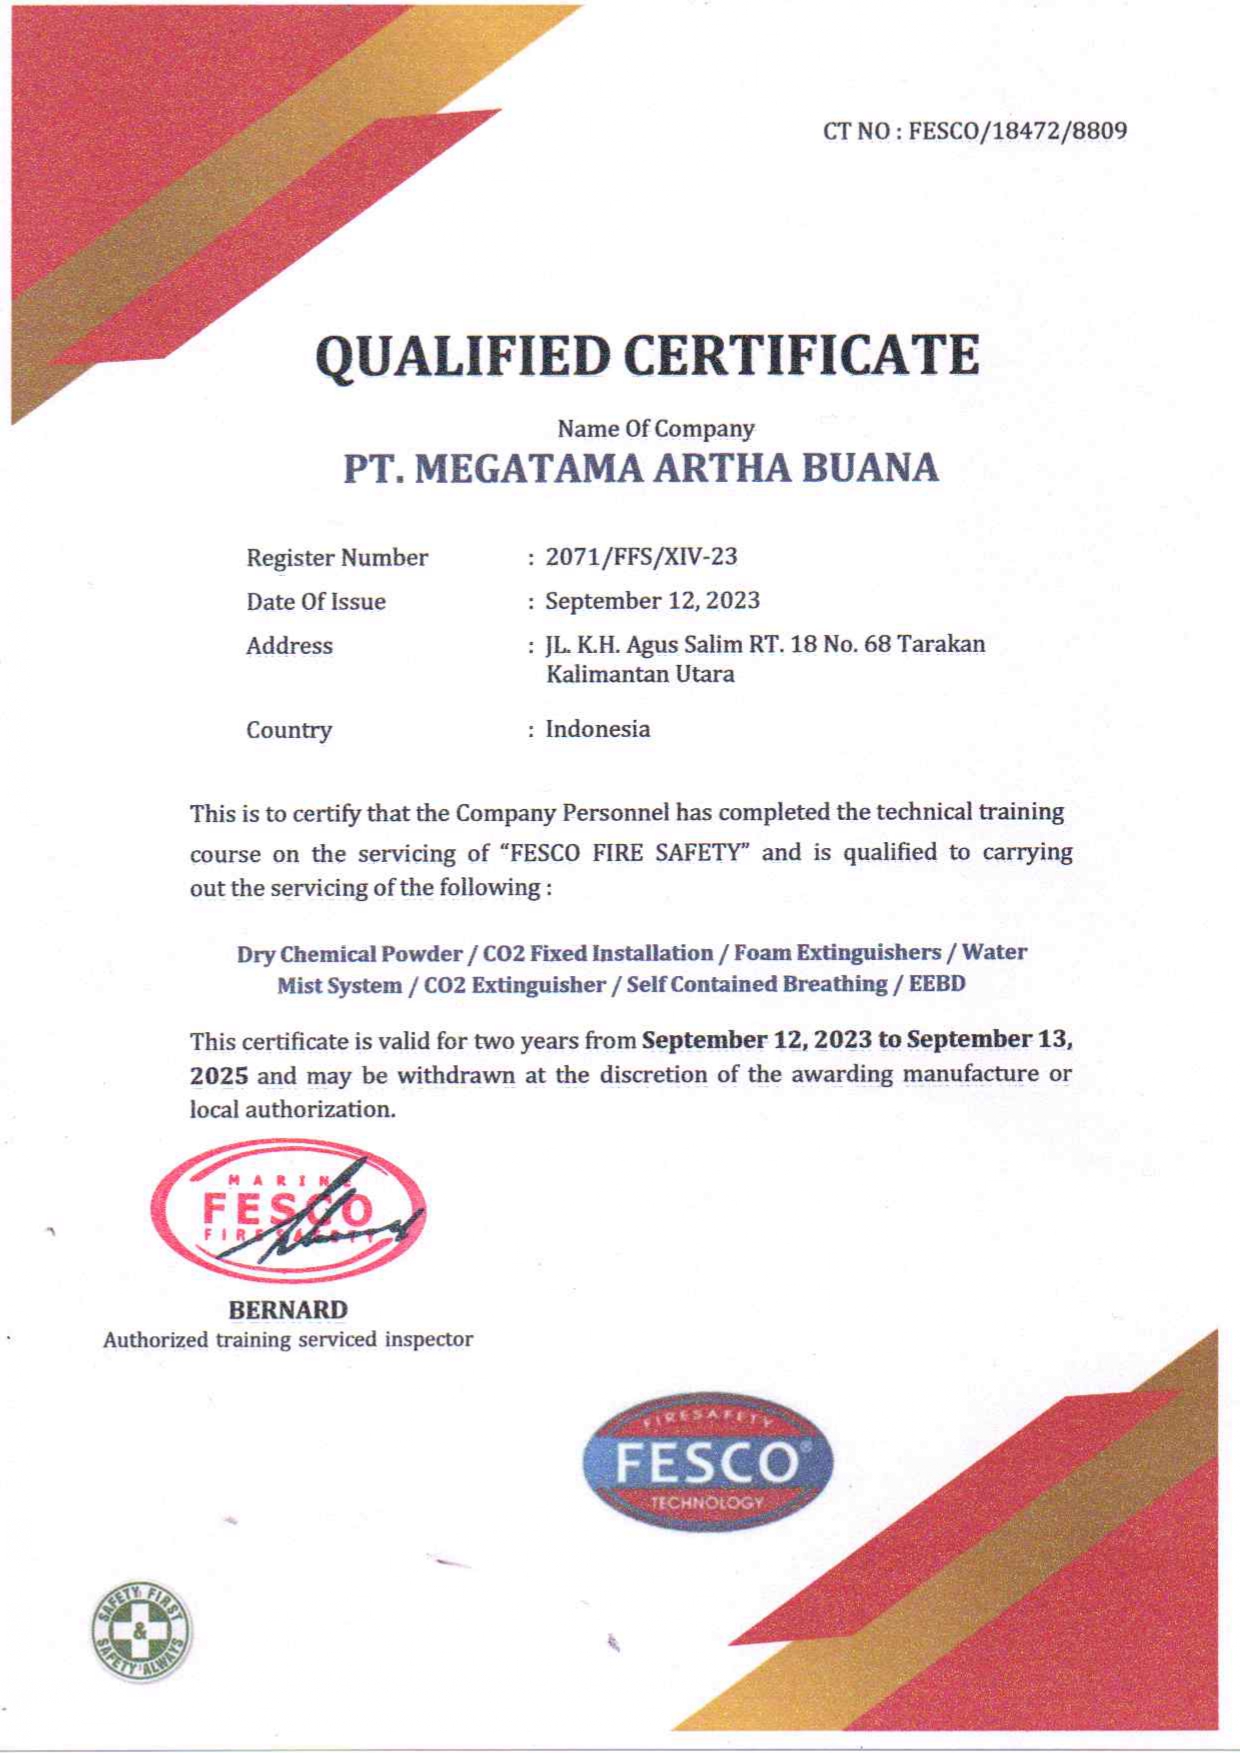 CT NO : FESCO/18472/8809
QUALIFIED CERTIFICATE
Name Of Company
PT. MEGATAMA ARTHA BUANA
Register Number : 2071/FFS/XIV-23
Date Of Issue : September 12, 2023
Address : JL. K.H. Agus Salim RT. 18 No. 68 Tarakan
Kalimantan Utara
Country : Indonesia
This is to certify that the Company Personnel has completed the technical training
course on the servicing of “FESCO FIRE SAFETY” and is qualified to carrying
out the servicing of the following :
Dry Chemical Powder / CO2 Fixed Installation / Foam Extinguishers / Water
Mist System / CO2 Extinguisher / Self Contained Breathing / EEBD
This certificate is valid for two years from September 12, 2023 to September 13,
2025 and may be withdrawn at the discretion of the awarding manufacture or
local authorization.
MARINE
FESCO
FIRE SAFETY
BERNARD
Authorized training serviced inspector
FIRESAFETY
FESCO®
TECHNOLOGY
SAFETY FIRST
&
SAFETY ALWAYS